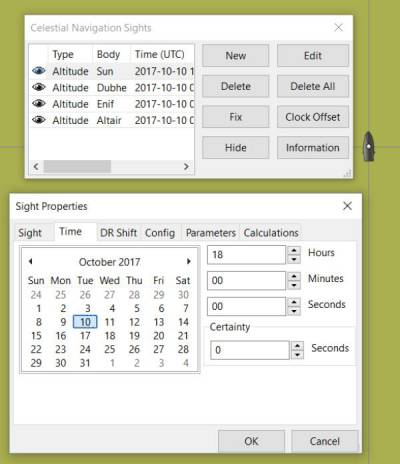 Celestial Navigation Sights
Type Body Time (UTC)
Altitude Sun 2017-10-10 1
Altitude Dubhe 2017-10-10 0
Altitude Enif 2017-10-10 0
Altitude Altair 2017-10-10 0
New Edit
Delete Delete All
Fix Clock Offset
Hide Information
Sight Properties
Sight Time DR Shift Config Parameters Calculations
October 2017
Sun Mon Tue Wed Thu Fri Sat
24 25 26 27 28 29 30
1 2 3 4 5 6 7
8 9 10 11 12 13 14
15 16 17 18 19 20 21
22 23 24 25 26 27 28
29 30 31 1 2 3 4
18 Hours
00 Minutes
00 Seconds
Certainty
0 Seconds
OK Cancel